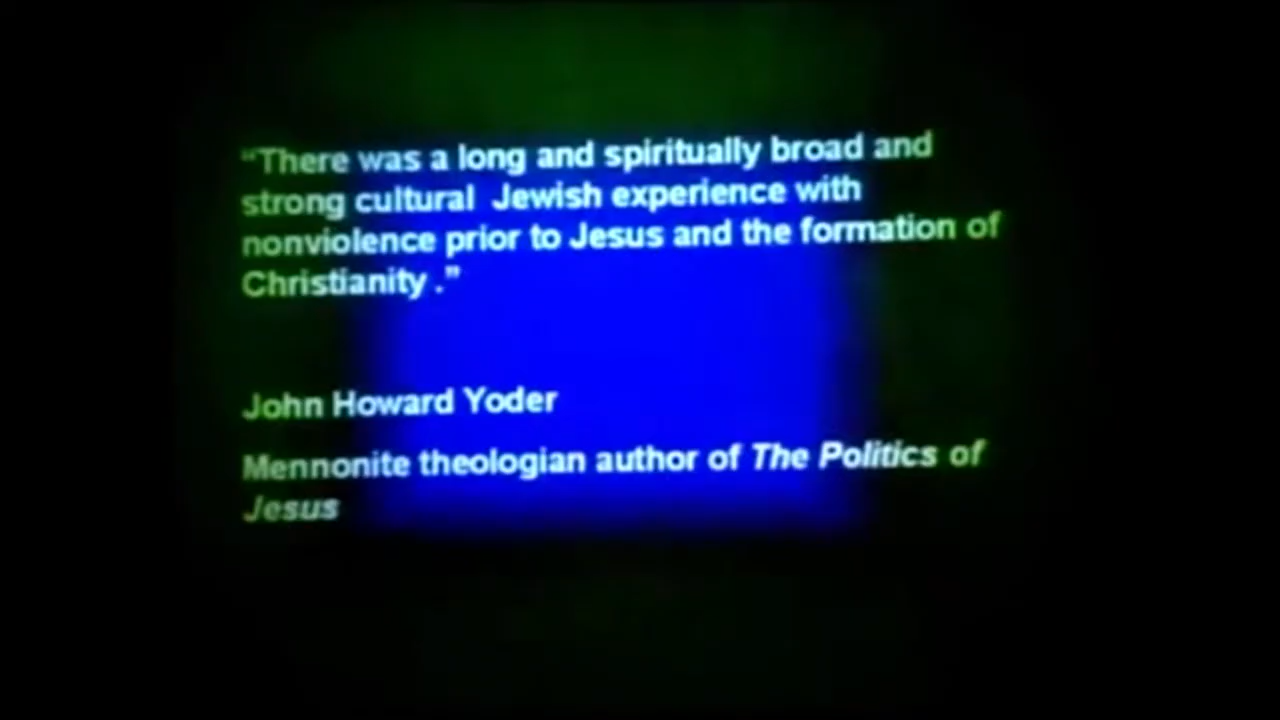 “There was a long and spiritually broad and
strong cultural Jewish experience with
nonviolence prior to Jesus and the formation of
Christianity .”
John Howard Yoder
Mennonite theologian author of The Politics of
Jesus